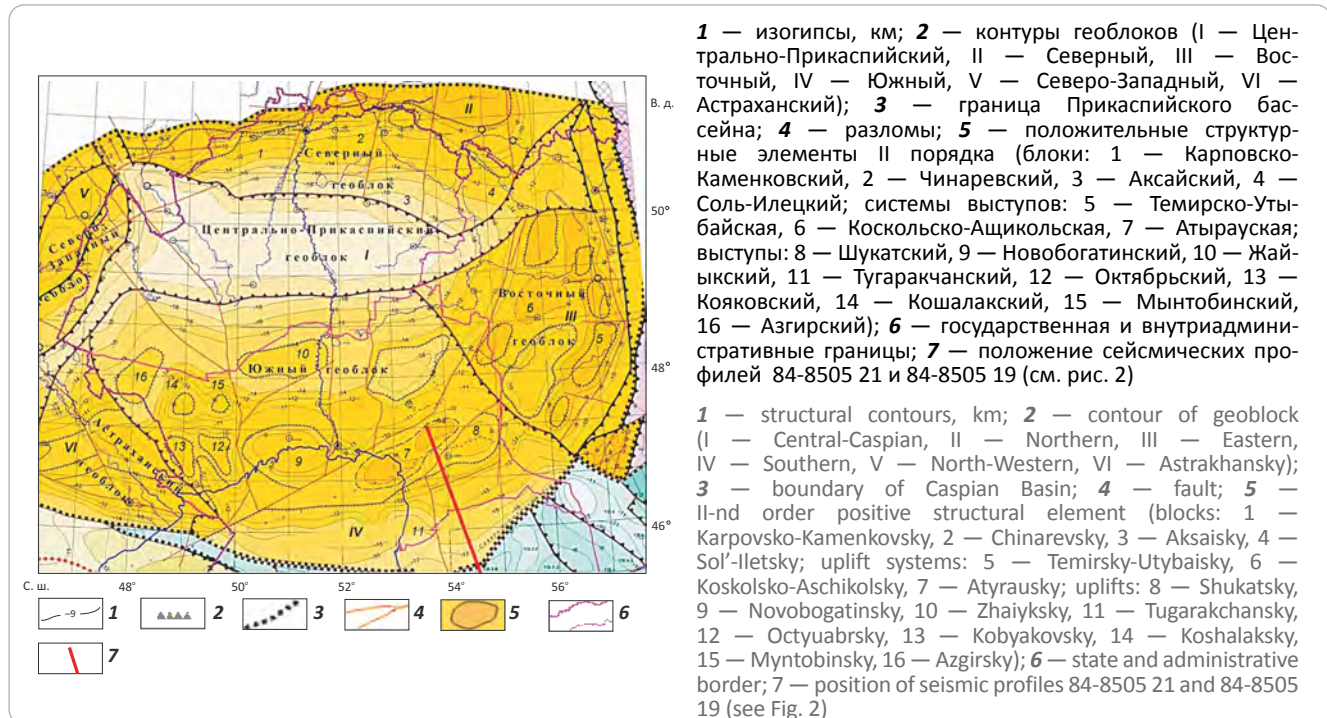 В. д.
II
2
1
Северный
геоблок
V
4
3
50°
Центрально-Прикаспийский
геоблок I
Северо-
Западный
геоблок
Восточный
III
6
геоблок
5
10
48°
16
14
15
Южный геоблок
8
Астраханский
геоблок
VI
13
12
9
7
IV
11
46°
С. ш.
48°
50°
52°
54°
56°
–9
1
2
3
4
5
6
7
1 — изогипсы, км; 2 — контуры геоблоков (I — Цен-
трально-Прикаспийский, II — Северный, III — Вос-
точный, IV — Южный, V — Северо-Западный, VI —
Астраханский); 3 — граница Прикаспийского бас-
сейна; 4 — разломы; 5 — положительные структур-
ные элементы II порядка (блоки: 1 — Карповско-
Каменковский, 2 — Чинаревский, 3 — Аксайский, 4 —
Соль-Илецкий; системы выступов: 5 — Темирско-Уты-
байская, 6 — Коскольско-Ащикольская, 7 — Атырауская;
выступы: 8 — Шукатский, 9 — Новобогатинский, 10 — Жай-
ыкский, 11 — Тугаракчанский, 12 — Октябрьский, 13 —
Кояковский, 14 — Кошалакский, 15 — Мынтобинский,
16 — Азгирский); 6 — государственная и внутриадмини-
стративные границы; 7 — положение сейсмических про-
филей 84-8505 21 и 84-8505 19 (см. рис. 2)
1 — structural contours, km; 2 — contour of geoblock
(I — Central-Caspian, II — Northern, III — Eastern,
IV — Southern, V — North-Western, VI — Astrakhansky);
3 — boundary of Caspian Basin; 4 — fault; 5 —
II-nd order positive structural element (blocks: 1 —
Karpovsko-Kamenkovsky, 2 — Chinarevsky, 3 — Aksaisky, 4 —
Sol’-Iletsky; uplift systems: 5 — Temirsky-Utybaisky, 6 —
Koskolsko-Aschikolsky, 7 — Atyrausky; uplifts: 8 — Shukatsky,
9 — Novobogatinsky, 10 — Zhaiyksky, 11 — Tugarakchansky,
12 — Octyuabrsky, 13 — Kobyakovsky, 14 — Koshalaksky,
15 — Myntobinsky, 16 — Azgirsky); 6 — state and administrative
border; 7 — position of seismic profiles 84-8505 21 and 84-8505
19 (see Fig. 2)